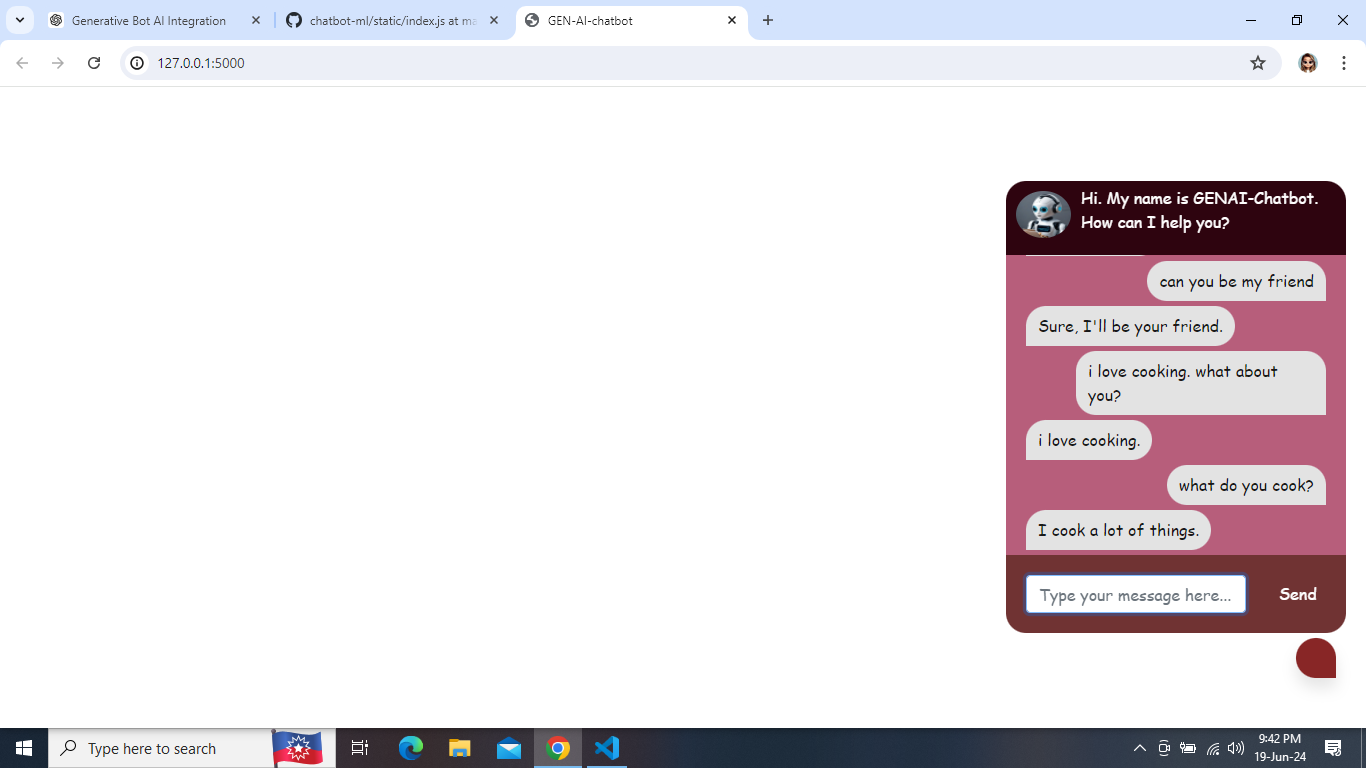 Generative Bot AI Integration
chatbot-ml/static/index.js at ma
GEN-AI-chatbot
127.0.0.1:5000
Hi. My name is GENAI-Chatbot.
How can I help you?
can you be my friend
Sure, I'll be your friend.
i love cooking. what about
you?
i love cooking.
what do you cook?
I cook a lot of things.
Type your message here...
Send
Type here to search
9:42 PM
19-Jun-24